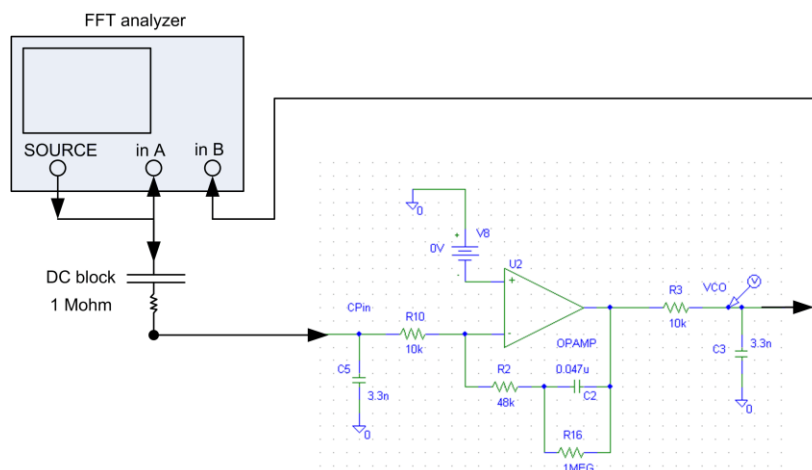 FFT analyzer
SOURCE
in A
in B
DC block
1 Mohm
0
0V
V8
+
-
U2
+
-
OPAMP
CPin
R10
10k
C5
3.3n
0
R2
48k
0.047u
C2
R16
1MEG
R3
10k
VCO
V
C3
3.3n
0